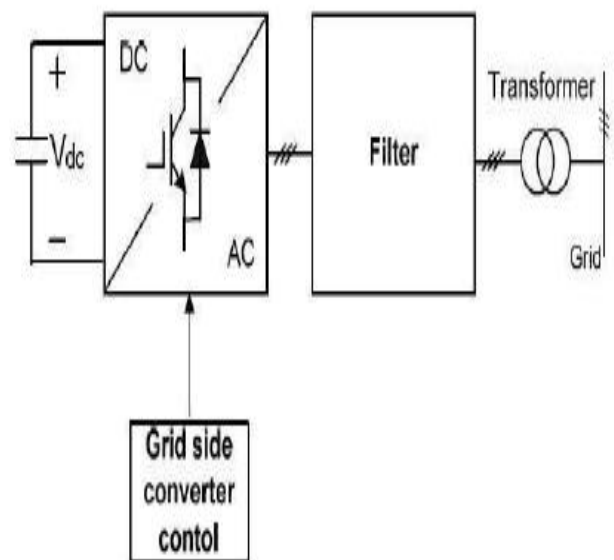 DC
+
Vdc
−
AC
Filter
Transformer
Grid
Grid side
converter
contol